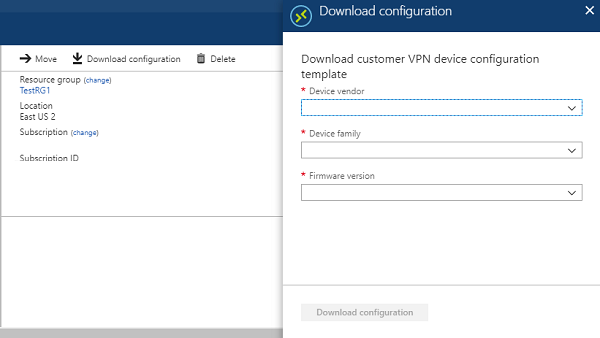 Move Download configuration Delete
Resource group (change)
TestRG1
Location
East US 2
Subscription (change)
Subscription ID
Download configuration
Download customer VPN device configuration
template
* Device vendor
* Device family
* Firmware version
Download configuration